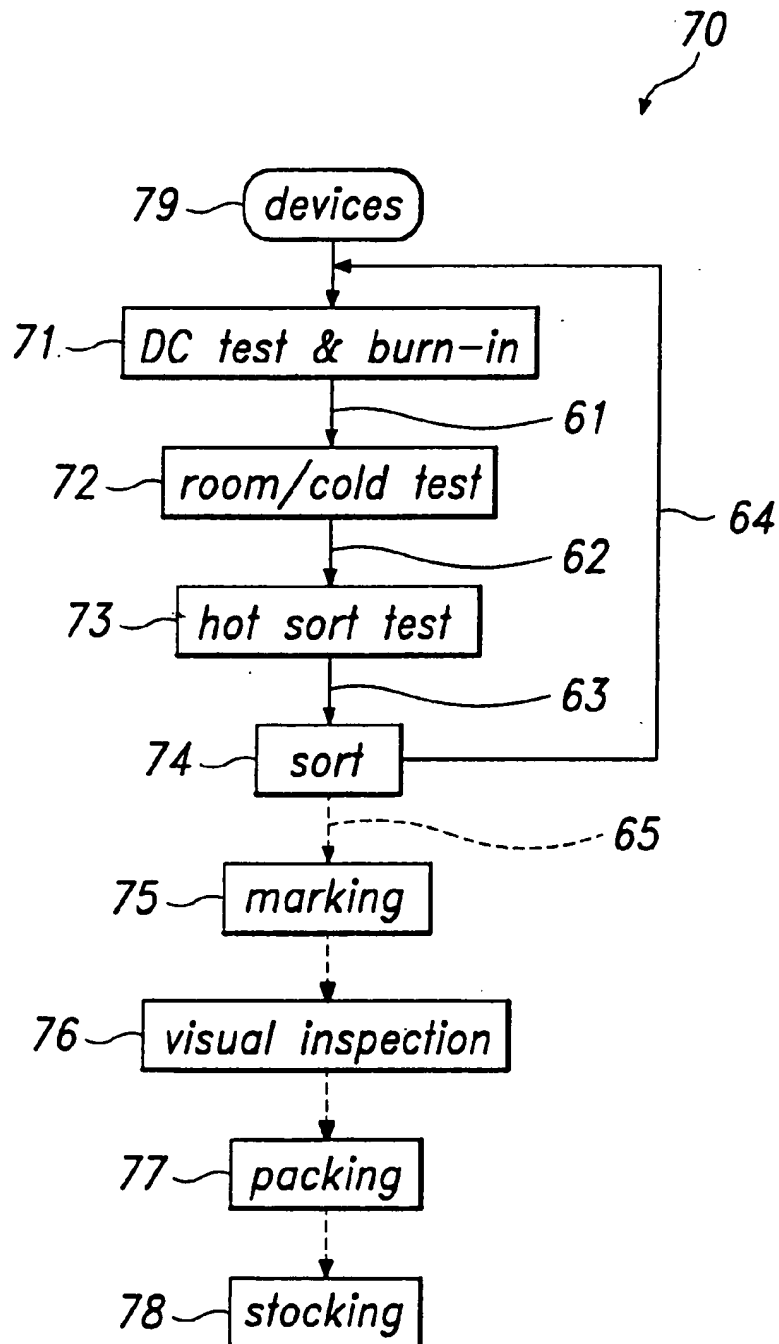 70
79 devices
71 DC test & burn-in
61
72 room/cold test
64
62
73 hot sort test
63
74 sort
65
75 marking
76 visual inspection
77 packing
78 stocking